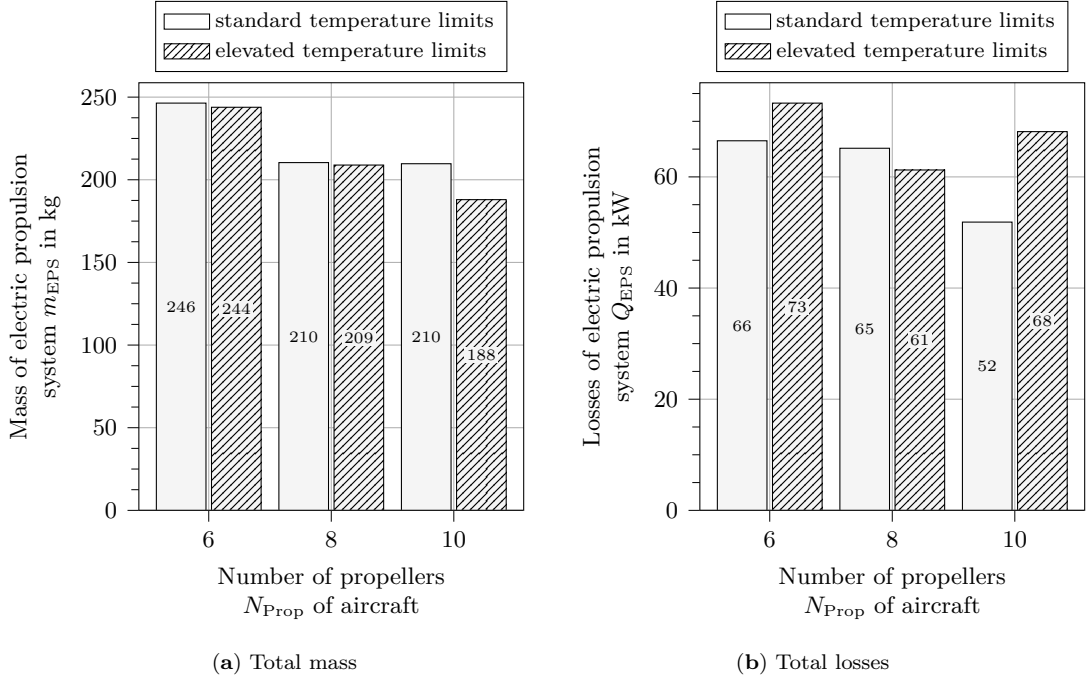 standard temperature limits
elevated temperature limits
Mass of electric propulsion
system m_EPS in kg
250
200
150
100
50
0
246
244
210
209
210
188
6
8
10
Number of propellers
N_Prop of aircraft
(a) Total mass
standard temperature limits
elevated temperature limits
Losses of electric propulsion
system Q_EPS in kW
60
40
20
0
66
73
65
61
52
68
6
8
10
Number of propellers
N_Prop of aircraft
(b) Total losses